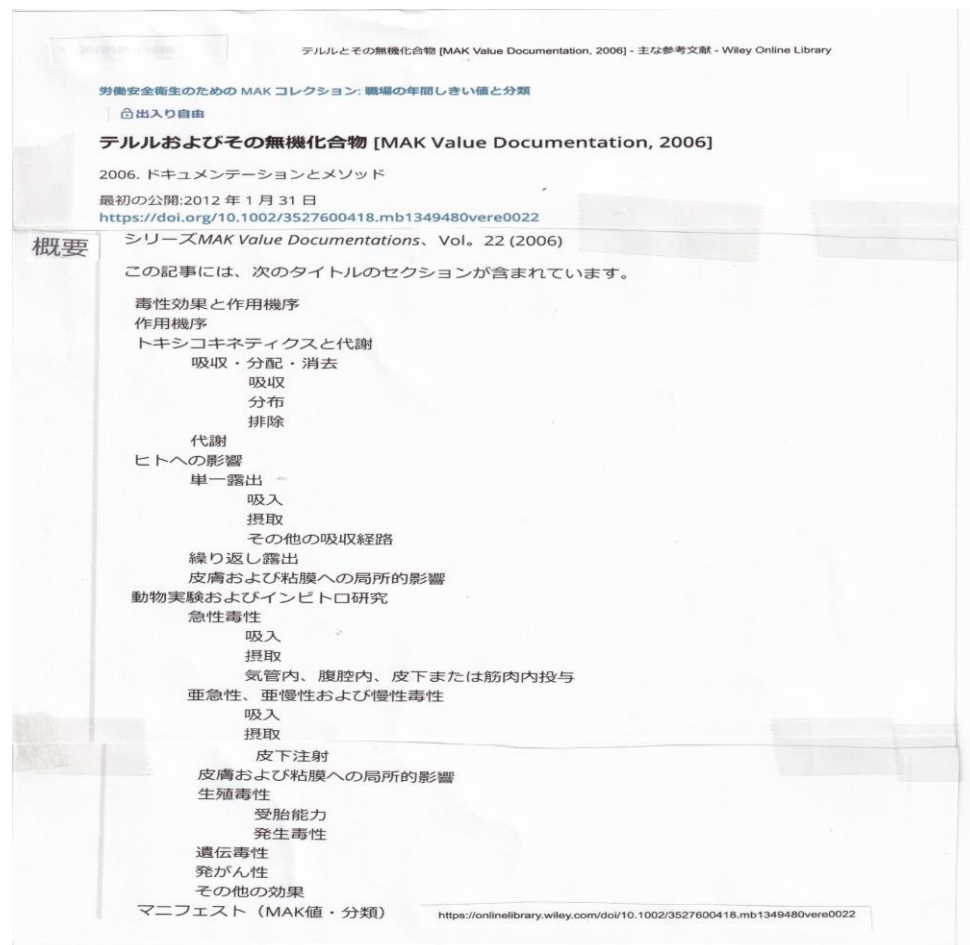 テルルとその無機化合物 [MAK Value Documentation, 2006] - 主な参考文献 - Wiley Online Library
労働安全衛生のための MAK コレクション: 職場の年間しきい値と分類
出入り自由
テルルおよびその無機化合物 [MAK Value Documentation, 2006]
2006. ドキュメンテーションとメソッド
最初の公開:2012 年 1 月 31 日
https://doi.org/10.1002/3527600418.mb1349480vere0022
概要
シリーズMAK Value Documentations、Vol。22 (2006)
この記事には、次のタイトルのセクションが含まれています。
毒性効果と作用機序
作用機序
トキシコキネティクスと代謝
吸収・分配・消去
吸収
分布
排除
代謝
ヒトへの影響
単一露出
吸入
摂取
その他の吸収経路
繰り返し露出
皮膚および粘膜への局所的影響
動物実験およびインビトロ研究
急性毒性
吸入
摂取
気管内、腹腔内、皮下または筋肉内投与
亜急性、亜慢性および慢性毒性
吸入
摂取
皮下注射
皮膚および粘膜への局所的影響
生殖毒性
受胎能力
発生毒性
遺伝毒性
発がん性
その他の効果
マニフェスト（MAK値・分類）
https://onlinelibrary.wiley.com/doi/10.1002/3527600418.mb1349480vere0022